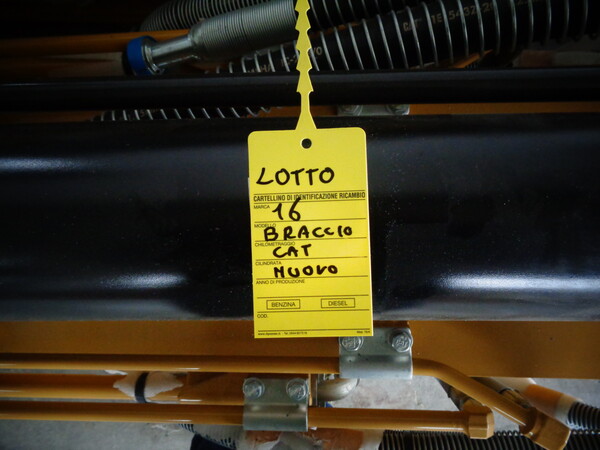 LOTTO
CARTELLINO DI IDENTIFICAZIONE RICAMBIO
MARCA 16
MODELLO BRACCIO
CHILOMETRAGGIO CAT
CILINDRATA NUOVO
ANNO DI PRODUZIONE
BENZINA DIESEL
COD.